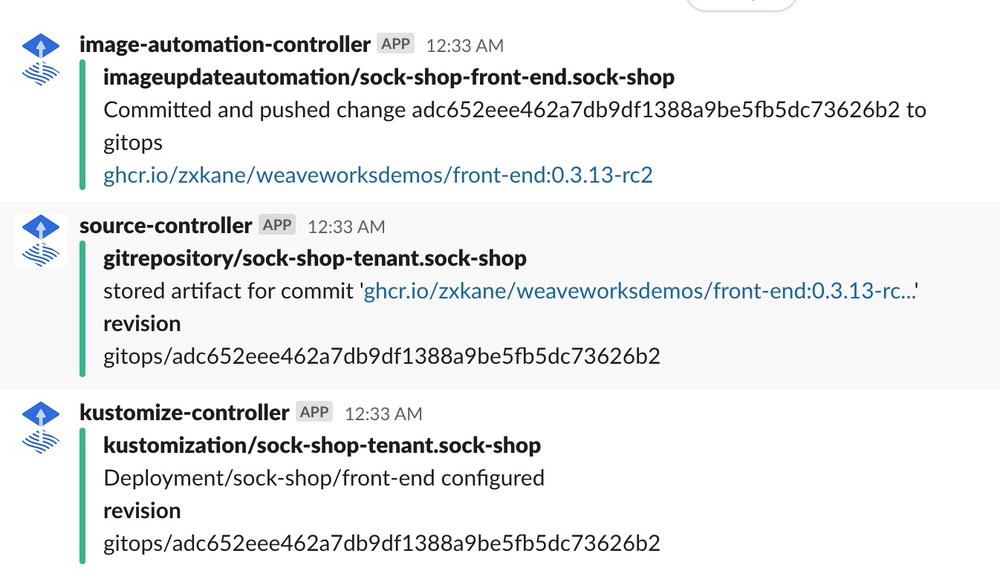 image-automation-controller APP 12:33 AM
imageupdateautomation/sock-shop-front-end.sock-shop
Committed and pushed change adc652eee462a7db9df1388a9be5fb5dc73626b2 to
gitops
ghcr.io/zxkane/weaveworksdemos/front-end:0.3.13-rc2
source-controller APP 12:33 AM
gitrepository/sock-shop-tenant.sock-shop
stored artifact for commit 'ghcr.io/zxkane/weaveworksdemos/front-end:0.3.13-rc...'
revision
gitops/adc652eee462a7db9df1388a9be5fb5dc73626b2
kustomize-controller APP 12:33 AM
kustomization/sock-shop-tenant.sock-shop
Deployment/sock-shop/front-end configured
revision
gitops/adc652eee462a7db9df1388a9be5fb5dc73626b2